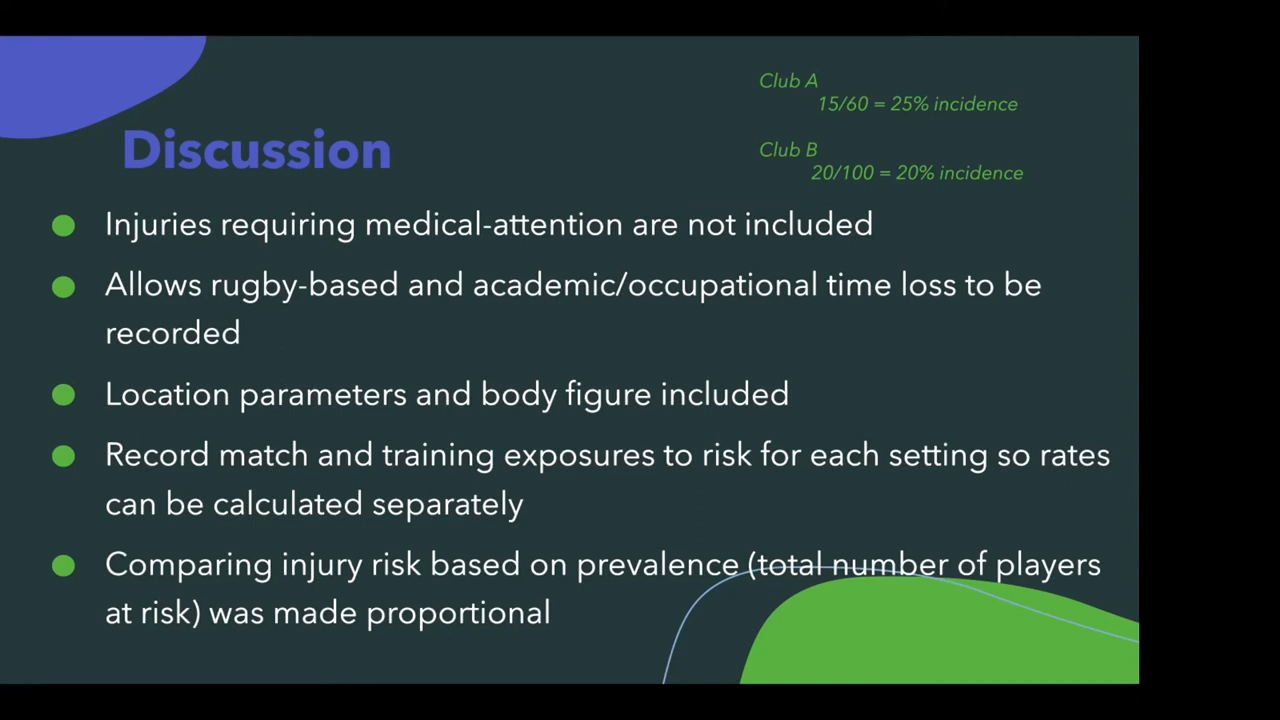 Club A
15/60 = 25% incidence
Club B
20/100 = 20% incidence
Discussion
Injuries requiring medical-attention are not included
Allows rugby-based and academic/occupational time loss to be
recorded
Location parameters and body figure included
Record match and training exposures to risk for each setting so rates
can be calculated separately
Comparing injury risk based on prevalence (total number of players
at risk) was made proportional